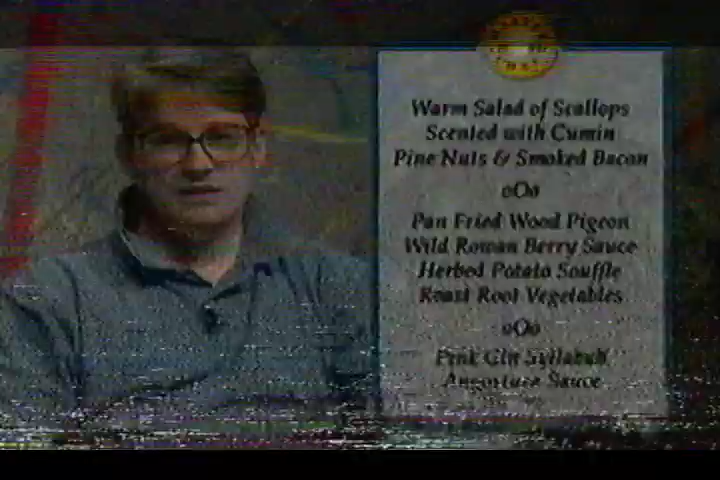 Warm Salad of Scallops
Scented with Cumin
Pine Nuts & Smoked Bacon
oOo
Pan Fried Wood Pigeon
Wild Rowan Berry Sauce
Herbed Potato Souffle
Roast Root Vegetables
oOo
Pink Gin Syllabub
Angostura Sauce